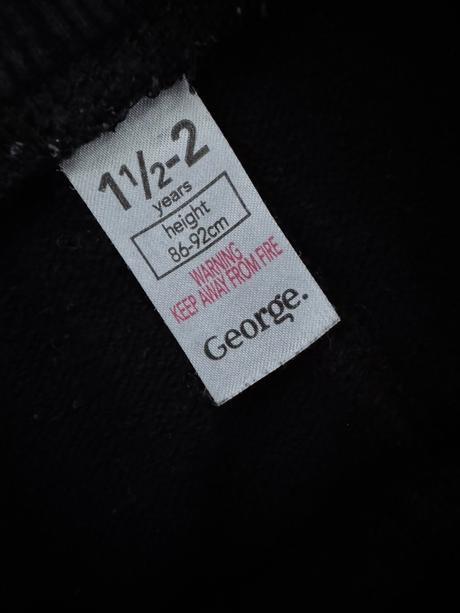 1½-2
years
height
86-92cm
WARNING
KEEP AWAY FROM FIRE
George.